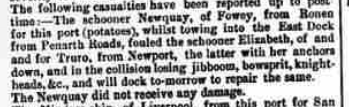 The following casualties have been reported up to post
time:—The schooner Newquay, of Fowey, from Ronen
for this port (potatoes), whilst towing into the East Dock
from Penarth Roads, fouled the schooner Elizabeth, of and
and for Truro, from Newport, the latter with her anchors
down, and in the collision losing jibboom, bowsprit, knight-
heads, &c., and will dock to-morrow to repair the same.
The Newquay did not receive any damage.
of Liverpool, from this port for San